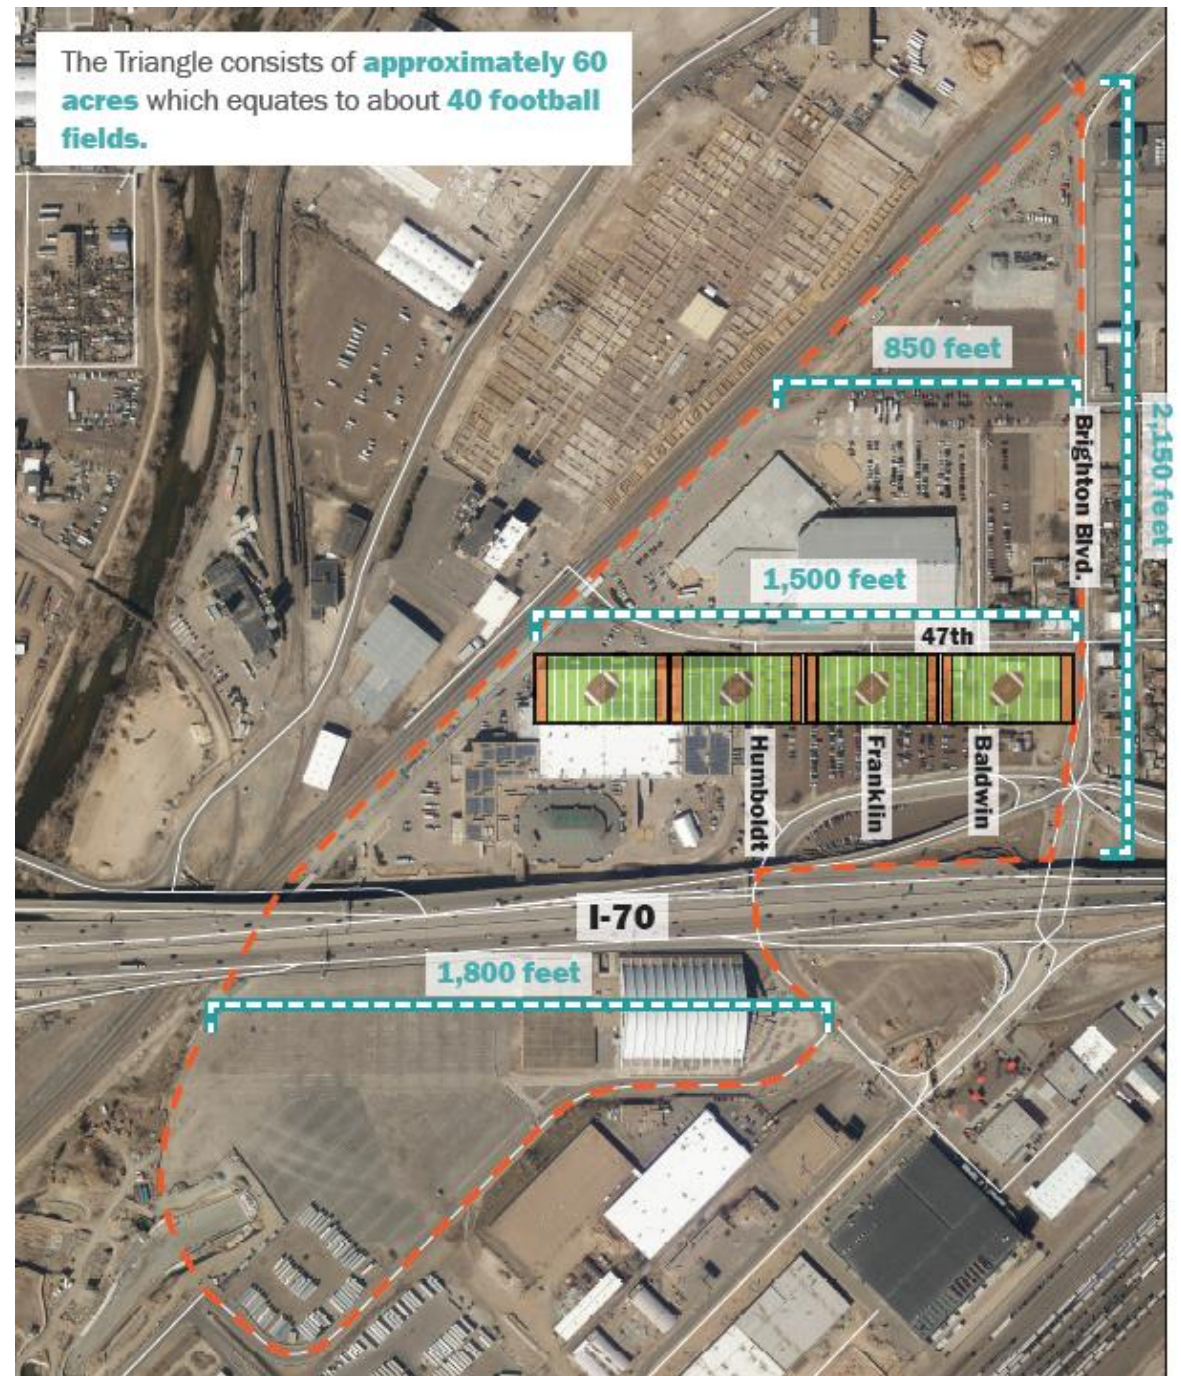 The Triangle consists of approximately 60
acres which equates to about 40 football
fields.
850 feet
Brighton Blvd.
2,150 feet
1,500 feet
47th
Humboldt
Franklin
Baldwin
I-70
1,800 feet